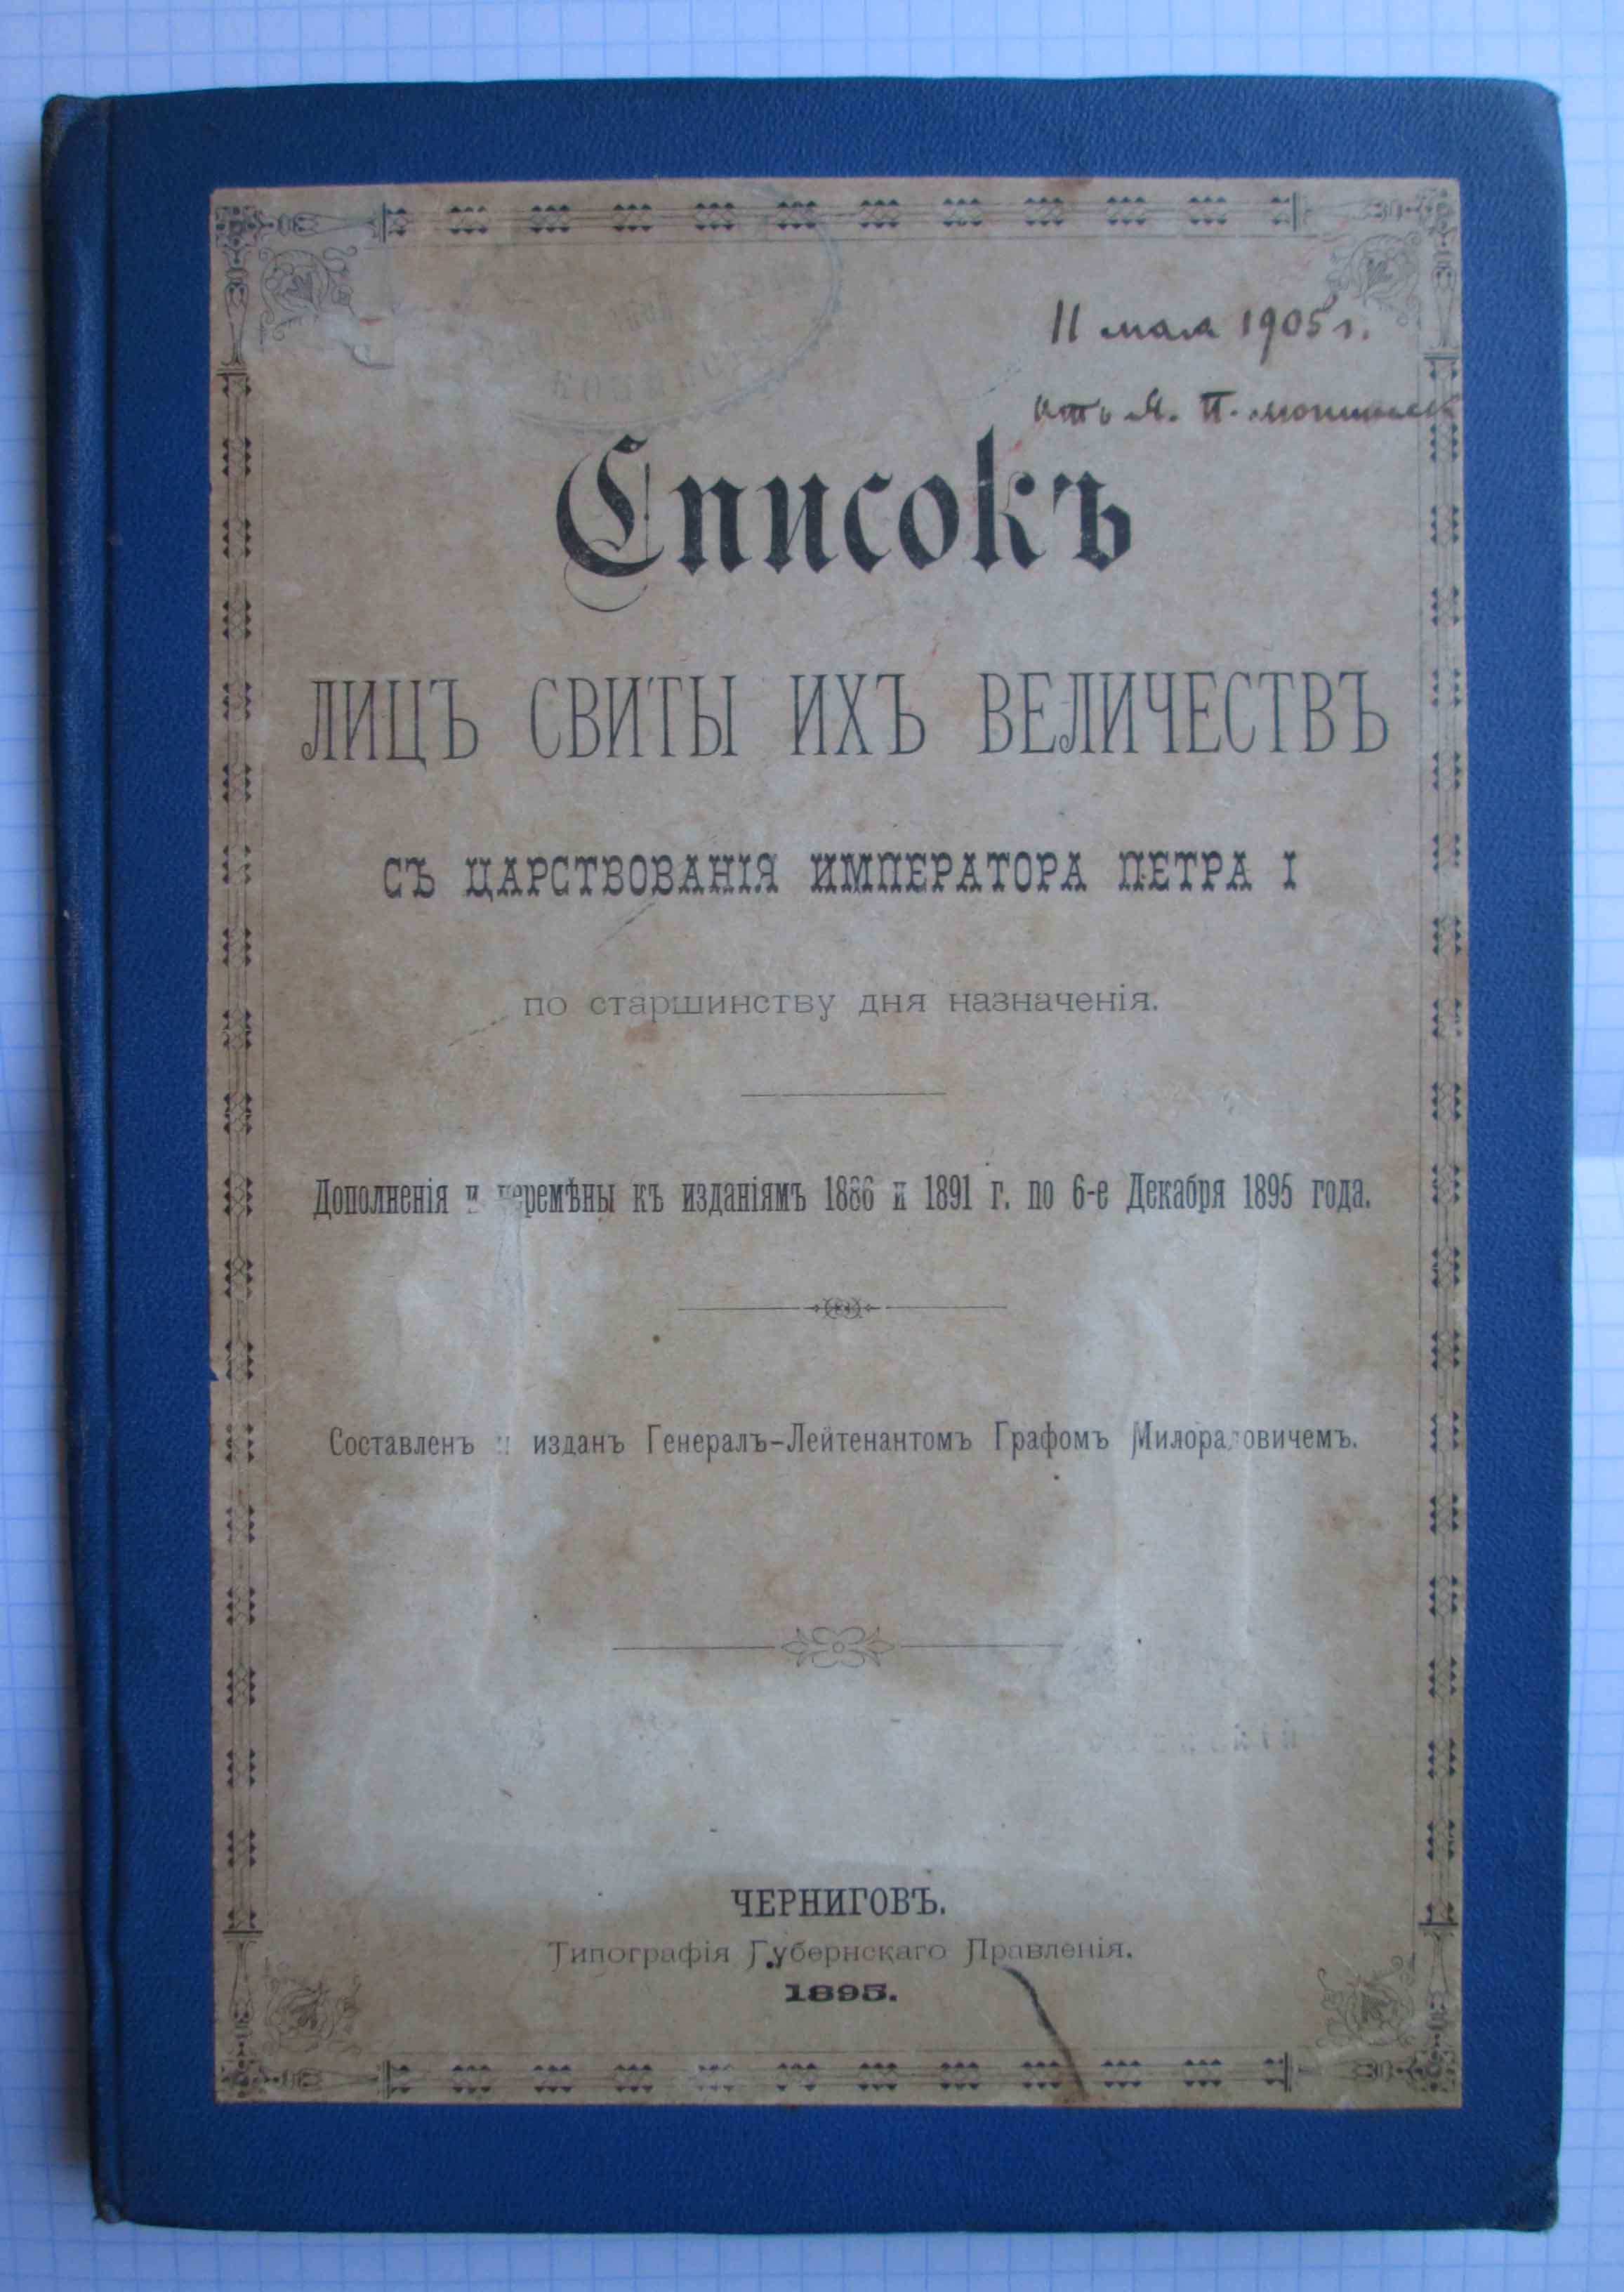 11 мая 1905 г.
отъ Я. П.
Списокъ
ЛИЦЪ СВИТЫ ИХЪ ВЕЛИЧЕСТВЪ
СЪ ЦАРСТВОВАНІЯ ИМПЕРАТОРА ПЕТРА I
по старшинству дня назначенія.
Дополненія и перемѣны къ изданіямъ 1886 и 1891 г. по 6-е Декабря 1895 года.
Составленъ и изданъ Генералъ-Лейтенантомъ Графомъ Милорадовичемъ.
ЧЕРНИГОВЪ.
Типографія Губернскаго Правленія.
1895.